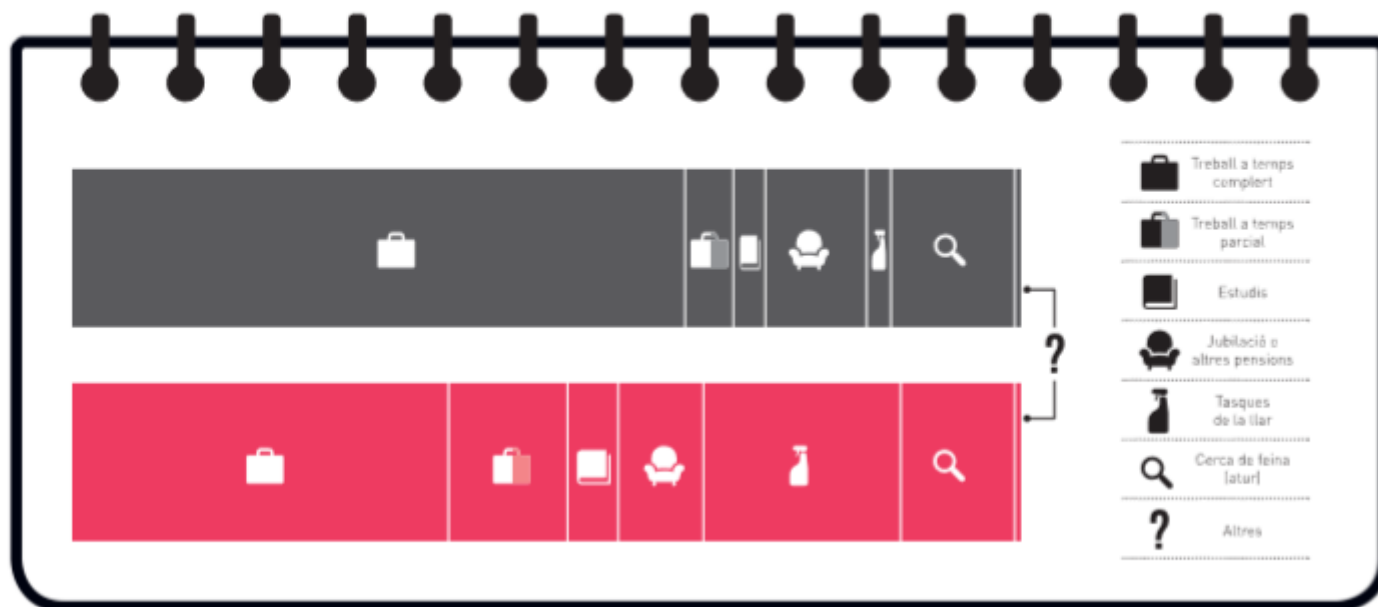 ?
Treball a temps
complert
Treball a temps
parcial
Estudis
Jubilació o
altres pensions
Tasques
de la llar
Cerca de feina
(atur)
?
Altres